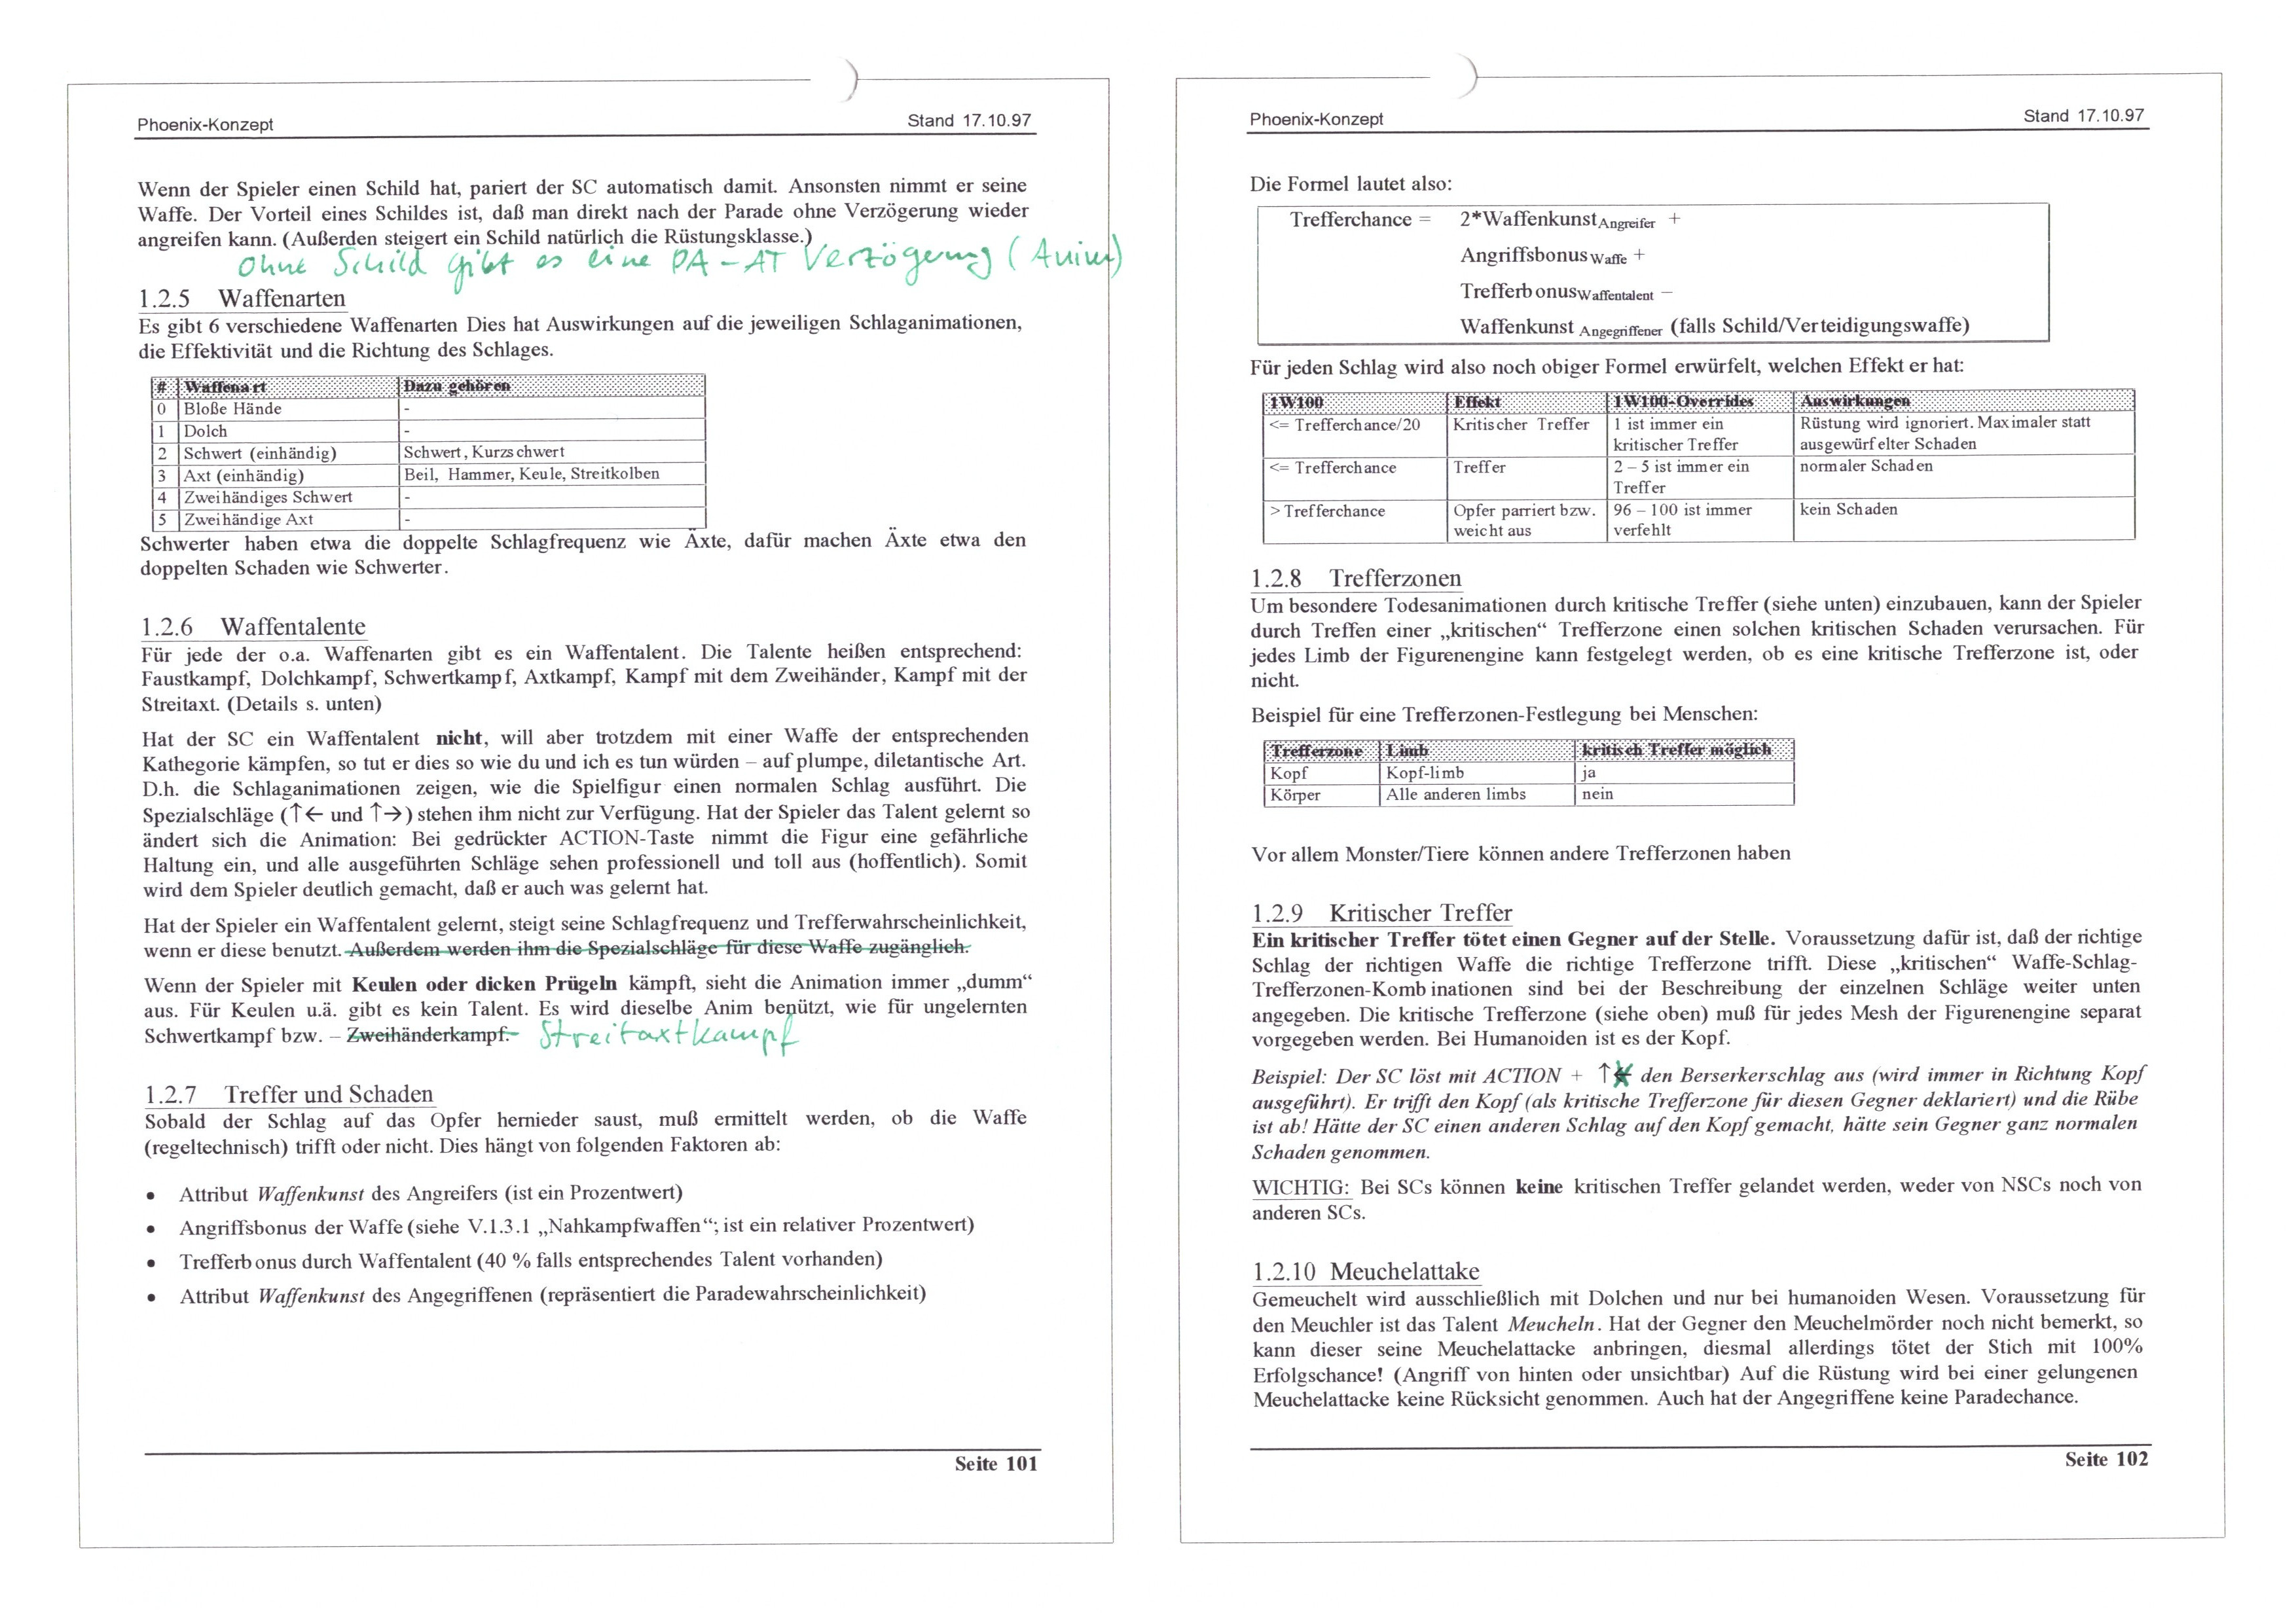 Phoenix-Konzept Stand 17.10.97
Wenn der Spieler einen Schild hat, pariert der SC automatisch damit. Ansonsten nimmt er seine
Waffe. Der Vorteil eines Schildes ist, daß man direkt nach der Parade ohne Verzögerung wieder
angreifen kann. (Außerden steigert ein Schild natürlich die Rüstungsklasse.)
Ohne Schild gibt es eine PA-AT Verzögerung (Anim)
1.2.5 Waffenarten
Es gibt 6 verschiedene Waffenarten Dies hat Auswirkungen auf die jeweiligen Schlaganimationen,
die Effektivität und die Richtung des Schlages.
# Waffenart Dazu gehören
0 Bloße Hände -
1 Dolch -
2 Schwert (einhändig) Schwert, Kurzschwert
3 Axt (einhändig) Beil, Hammer, Keule, Streitkolben
4 Zweihändiges Schwert -
5 Zweihändige Axt -
Schwerter haben etwa die doppelte Schlagfrequenz wie Äxte, dafür machen Äxte etwa den
doppelten Schaden wie Schwerter.
1.2.6 Waffentalente
Für jede der o.a. Waffenarten gibt es ein Waffentalent. Die Talente heißen entsprechend:
Faustkampf, Dolchkampf, Schwertkampf, Axtkampf, Kampf mit dem Zweihänder, Kampf mit der
Streitaxt. (Details s. unten)
Hat der SC ein Waffentalent nicht, will aber trotzdem mit einer Waffe der entsprechenden
Kathegorie kämpfen, so tut er dies so wie du und ich es tun würden – auf plumpe, diletantische Art.
D.h. die Schlaganimationen zeigen, wie die Spielfigur einen normalen Schlag ausführt. Die
Spezialschläge (↑← und ↑→) stehen ihm nicht zur Verfügung. Hat der Spieler das Talent gelernt so
ändert sich die Animation: Bei gedrückter ACTION-Taste nimmt die Figur eine gefährliche
Haltung ein, und alle ausgeführten Schläge sehen professionell und toll aus (hoffentlich). Somit
wird dem Spieler deutlich gemacht, daß er auch was gelernt hat.
Hat der Spieler ein Waffentalent gelernt, steigt seine Schlagfrequenz und Trefferwahrscheinlichkeit,
wenn er diese benutzt. Außerdem werden ihm die Spezialschläge für diese Waffe zugänglich.
Wenn der Spieler mit Keulen oder dicken Prügeln kämpft, sieht die Animation immer „dumm“
aus. Für Keulen u.ä. gibt es kein Talent. Es wird dieselbe Anim benützt, wie für ungelernten
Schwertkampf bzw. – Zweihänderkampf. Streitaxtkampf
1.2.7 Treffer und Schaden
Sobald der Schlag auf das Opfer hernieder saust, muß ermittelt werden, ob die Waffe
(regeltechnisch) trifft oder nicht. Dies hängt von folgenden Faktoren ab:
• Attribut Waffenkunst des Angreifers (ist ein Prozentwert)
• Angriffsbonus der Waffe (siehe V.1.3.1 „Nahkampfwaffen“; ist ein relativer Prozentwert)
• Trefferbonus durch Waffentalent (40 % falls entsprechendes Talent vorhanden)
• Attribut Waffenkunst des Angegriffenen (repräsentiert die Paradewahrscheinlichkeit)
Seite 101
Phoenix-Konzept Stand 17.10.97
Die Formel lautet also:
Trefferchance = 2*Waffenkunst Angreifer +
Angriffsbonus Waffe +
Trefferbonus Waffentalent –
Waffenkunst Angegriffener (falls Schild/Verteidigungswaffe)
Für jeden Schlag wird also noch obiger Formel erwürfelt, welchen Effekt er hat:
1W100 Effekt 1W100-Overrides Auswirkungen
<= Trefferchance/20 Kritischer Treffer 1 ist immer ein Rüstung wird ignoriert. Maximaler statt
kritischer Treffer ausgewürfelter Schaden
<= Trefferchance Treffer 2 – 5 ist immer ein normaler Schaden
Treffer
> Trefferchance Opfer parriert bzw. 96 – 100 ist immer kein Schaden
weicht aus verfehlt
1.2.8 Trefferzonen
Um besondere Todesanimationen durch kritische Treffer (siehe unten) einzubauen, kann der Spieler
durch Treffen einer „kritischen“ Trefferzone einen solchen kritischen Schaden verursachen. Für
jedes Limb der Figurenengine kann festgelegt werden, ob es eine kritische Trefferzone ist, oder
nicht.
Beispiel für eine Trefferzonen-Festlegung bei Menschen:
Trefferzone Limb kritisch Treffer möglich
Kopf Kopf-limb ja
Körper Alle anderen limbs nein
Vor allem Monster/Tiere können andere Trefferzonen haben
1.2.9 Kritischer Treffer
Ein kritischer Treffer tötet einen Gegner auf der Stelle. Voraussetzung dafür ist, daß der richtige
Schlag der richtigen Waffe die richtige Trefferzone trifft. Diese „kritischen“ Waffe-Schlag-
Trefferzonen-Kombinationen sind bei der Beschreibung der einzelnen Schläge weiter unten
angegeben. Die kritische Trefferzone (siehe oben) muß für jedes Mesh der Figurenengine separat
vorgegeben werden. Bei Humanoiden ist es der Kopf.
Beispiel: Der SC löst mit ACTION + ↑← den Berserkerschlag aus (wird immer in Richtung Kopf
ausgeführt). Er trifft den Kopf (als kritische Trefferzone für diesen Gegner deklariert) und die Rübe
ist ab! Hätte der SC einen anderen Schlag auf den Kopf gemacht, hätte sein Gegner ganz normalen
Schaden genommen.
WICHTIG: Bei SCs können keine kritischen Treffer gelandet werden, weder von NSCs noch von
anderen SCs.
1.2.10 Meuchelattake
Gemeuchelt wird ausschließlich mit Dolchen und nur bei humanoiden Wesen. Voraussetzung für
den Meuchler ist das Talent Meucheln. Hat der Gegner den Meuchelmörder noch nicht bemerkt, so
kann dieser seine Meuchelattacke anbringen, diesmal allerdings tötet der Stich mit 100%
Erfolgschance! (Angriff von hinten oder unsichtbar) Auf die Rüstung wird bei einer gelungenen
Meuchelattacke keine Rücksicht genommen. Auch hat der Angegriffene keine Paradechance.
Seite 102